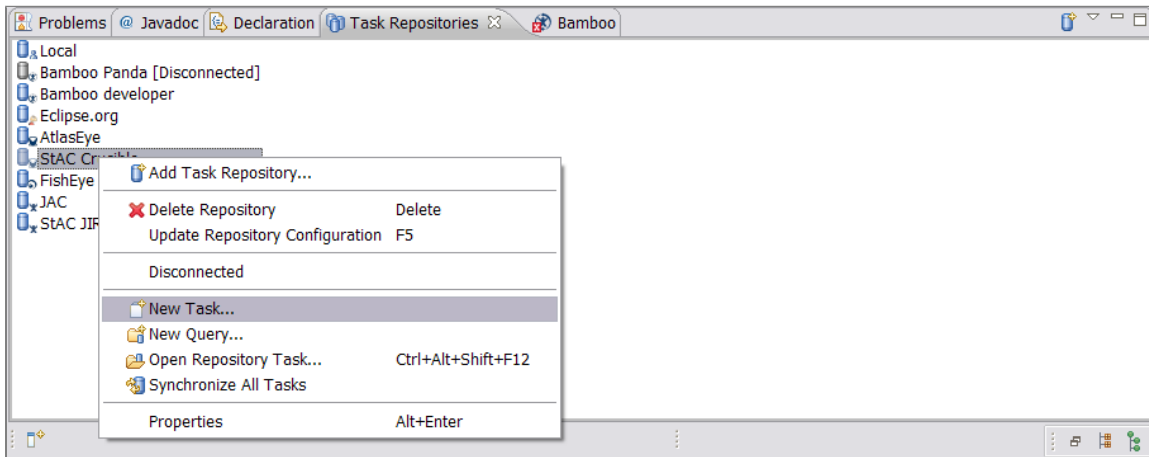 Problems @ Javadoc Declaration Task Repositories Bamboo
Local
Bamboo Panda [Disconnected]
Bamboo developer
Eclipse.org
AtlasEye
StAC Crucible
FishEye
JAC
StAC JIR
Add Task Repository...
Delete Repository Delete
Update Repository Configuration F5
Disconnected
New Task...
New Query...
Open Repository Task... Ctrl+Alt+Shift+F12
Synchronize All Tasks
Properties Alt+Enter